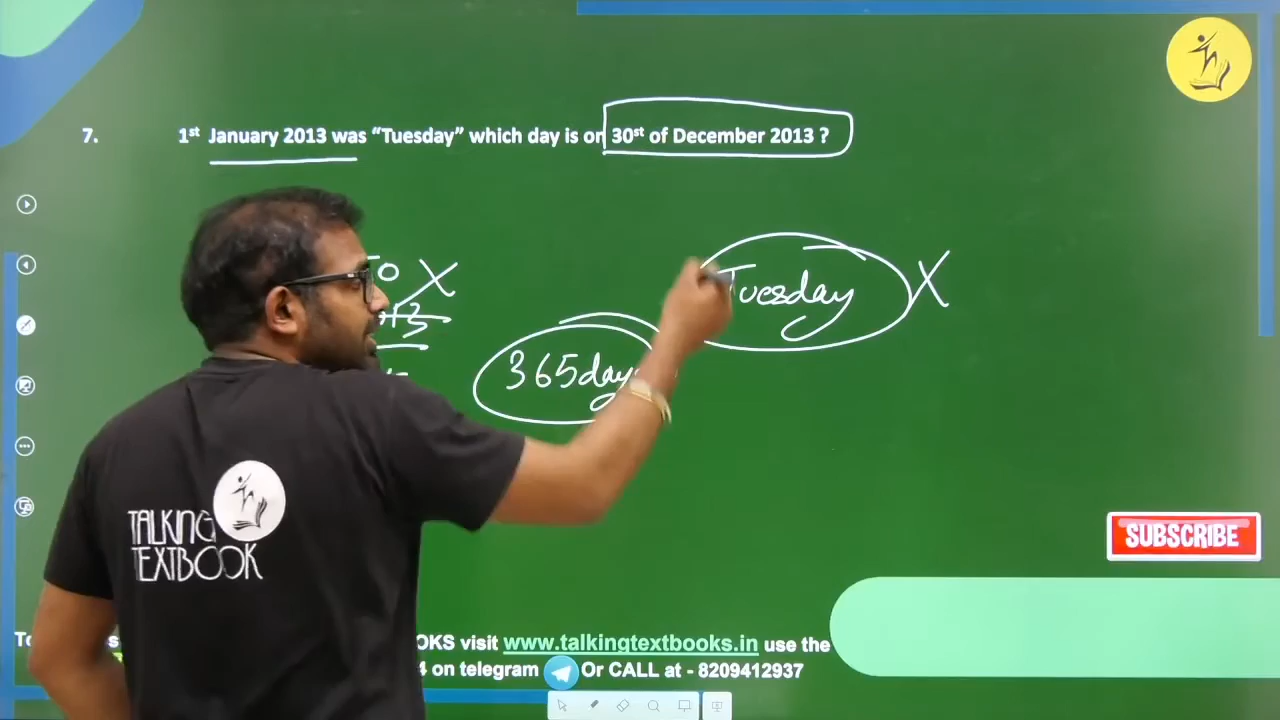 7. 1st January 2013 was “Tuesday” which day is on 30st of December 2013 ?
Tuesday X
365days
TALKING
TEXTBOOK
SUBSCRIBE
visit www.talkingtextbooks.in use the
4 on telegram Or CALL at - 8209412937